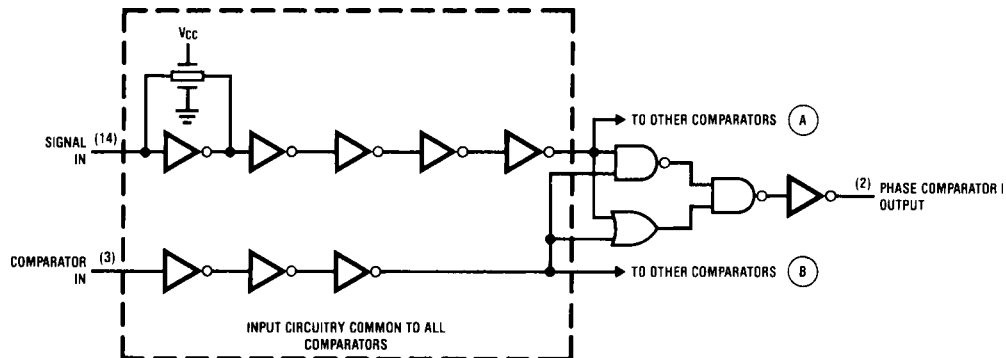 VCC
SIGNAL (14)
IN
TO OTHER COMPARATORS A
(2) PHASE COMPARATOR I
OUTPUT
COMPARATOR (3)
IN
TO OTHER COMPARATORS B
INPUT CIRCUITRY COMMON TO ALL
COMPARATORS